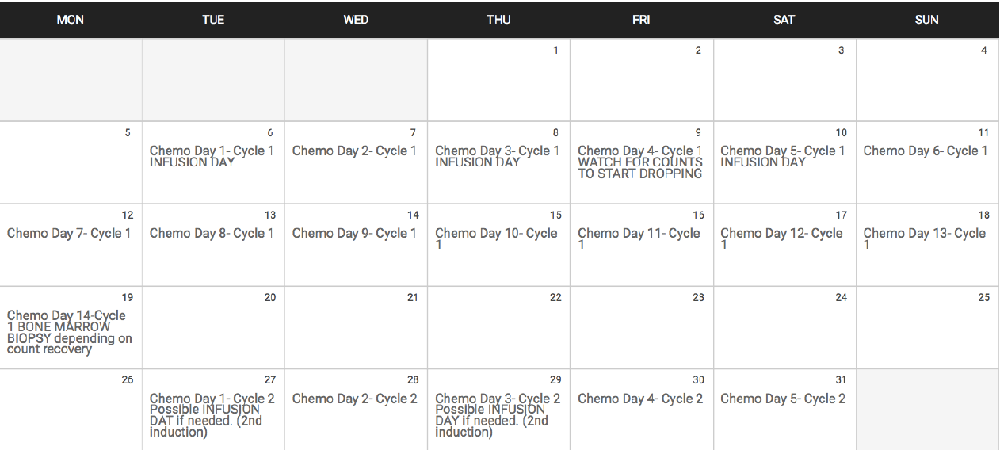 MON TUE WED THU FRI SAT SUN
1 2 3 4
5 6 7 8 9 10 11
Chemo Day 1- Cycle 1
INFUSION DAY
Chemo Day 2- Cycle 1
Chemo Day 3- Cycle 1
INFUSION DAY
Chemo Day 4- Cycle 1
WATCH FOR COUNTS
TO START DROPPING
Chemo Day 5- Cycle 1
INFUSION DAY
Chemo Day 6- Cycle 1
12 13 14 15 16 17 18
Chemo Day 7- Cycle 1
Chemo Day 8- Cycle 1
Chemo Day 9- Cycle 1
Chemo Day 10- Cycle
1
Chemo Day 11- Cycle
1
Chemo Day 12- Cycle
1
Chemo Day 13- Cycle
1
19 20 21 22 23 24 25
Chemo Day 14-Cycle
1 BONE MARROW
BIOPSY depending on
count recovery
26 27 28 29 30 31
Chemo Day 1- Cycle 2
Possible INFUSION
DAT if needed. (2nd
induction)
Chemo Day 2- Cycle 2
Chemo Day 3- Cycle 2
Possible INFUSION
DAY if needed. (2nd
induction)
Chemo Day 4- Cycle 2
Chemo Day 5- Cycle 2